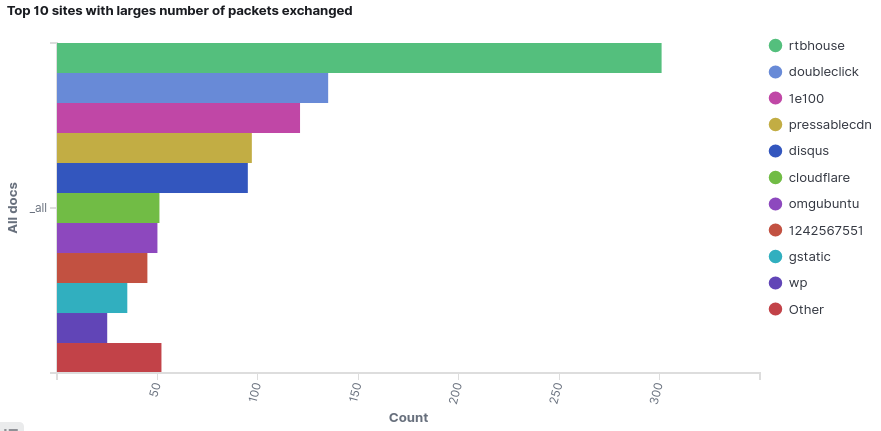 Top 10 sites with larges number of packets exchanged
rtbhouse
doubleclick
1e100
pressablecdn
disqus
cloudflare
omgubuntu
1242567551
gstatic
wp
Other
All docs
_all
50
100
150
200
250
300
Count